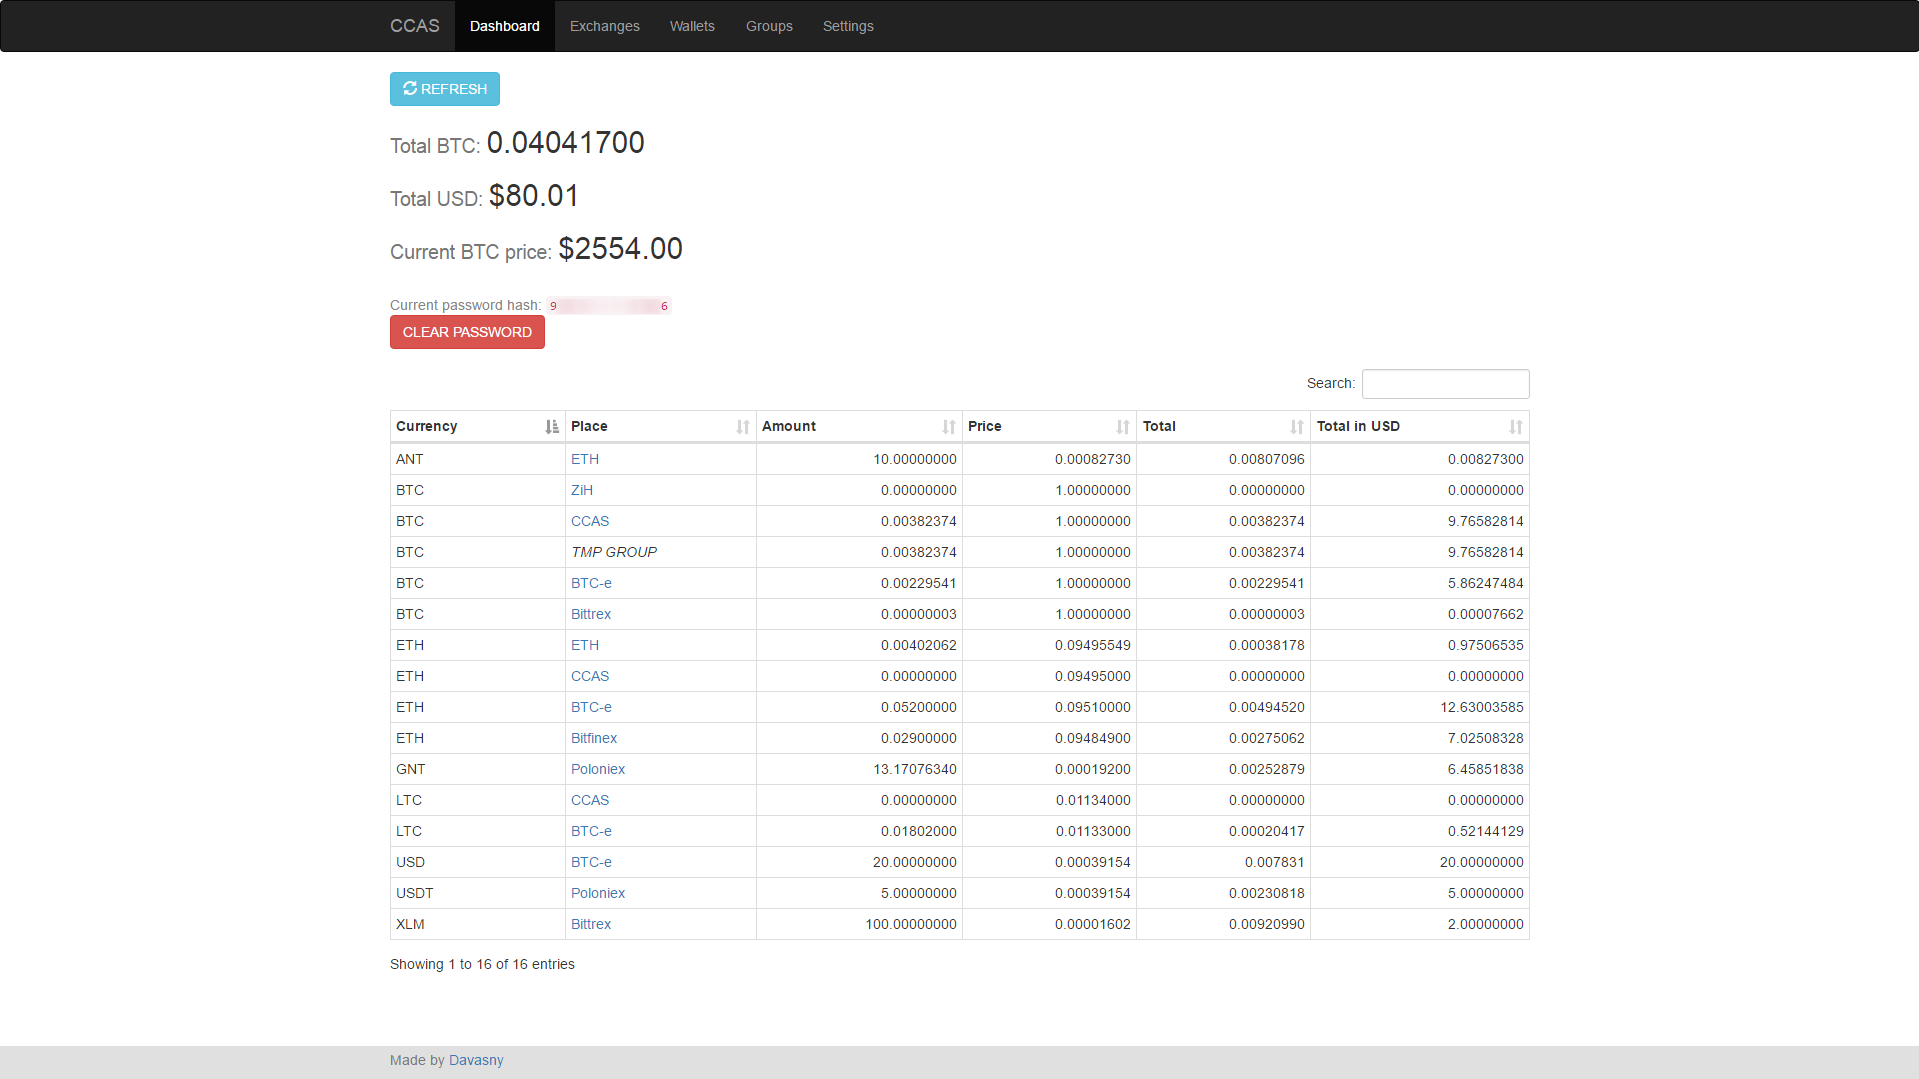 CCAS Dashboard Exchanges Wallets Groups Settings
REFRESH
Total BTC: 0.04041700
Total USD: $80.01
Current BTC price: $2554.00
Current password hash: 9 6
CLEAR PASSWORD
Search:
Currency Place Amount Price Total Total in USD
ANT ETH 10.00000000 0.00082730 0.00807096 0.00827300
BTC ZiH 0.00000000 1.00000000 0.00000000 0.00000000
BTC CCAS 0.00382374 1.00000000 0.00382374 9.76582814
BTC TMP GROUP 0.00382374 1.00000000 0.00382374 9.76582814
BTC BTC-e 0.00229541 1.00000000 0.00229541 5.86247484
BTC Bittrex 0.00000003 1.00000000 0.00000003 0.00007662
ETH ETH 0.00402062 0.09495549 0.00038178 0.97506535
ETH CCAS 0.00000000 0.09495000 0.00000000 0.00000000
ETH BTC-e 0.05200000 0.09510000 0.00494520 12.63003585
ETH Bitfinex 0.02900000 0.09484900 0.00275062 7.02508328
GNT Poloniex 13.17076340 0.00019200 0.00252879 6.45851838
LTC CCAS 0.00000000 0.01134000 0.00000000 0.00000000
LTC BTC-e 0.01802000 0.01133000 0.00020417 0.52144129
USD BTC-e 20.00000000 0.00039154 0.007831 20.00000000
USDT Poloniex 5.00000000 0.00039154 0.00230818 5.00000000
XLM Bittrex 100.00000000 0.00001602 0.00920990 2.00000000
Showing 1 to 16 of 16 entries
Made by Davasny